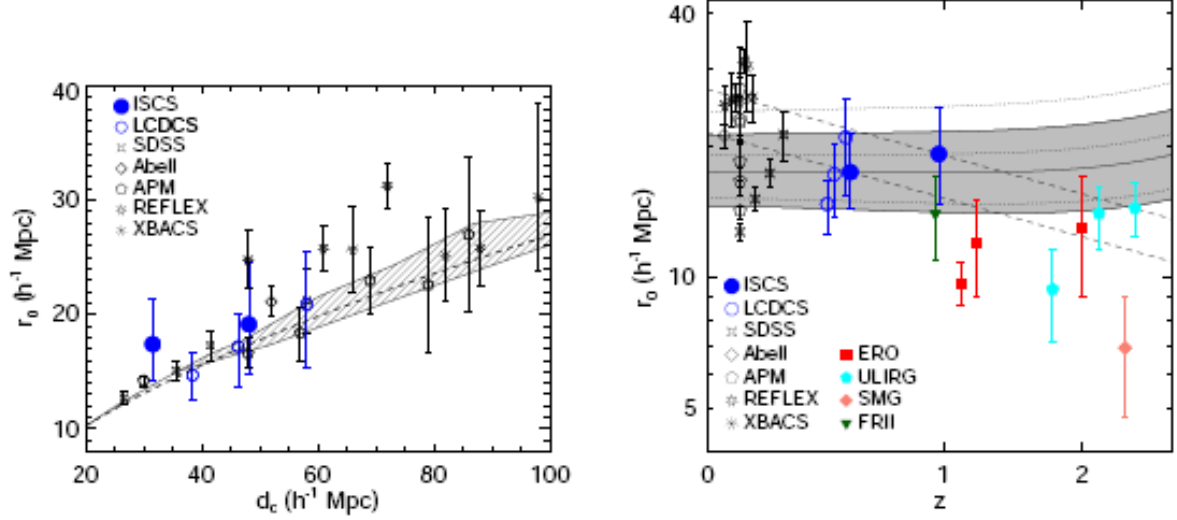 40
30
20
10
r₀ (h⁻¹ Mpc)
ISCS
LCDCS
SDSS
Abell
APM
REFLEX
XBACS
20 40 60 80 100
d_c (h⁻¹ Mpc)
40
10
5
r₀ (h⁻¹ Mpc)
ISCS
LCDCS
SDSS
Abell ERO
APM ULIRG
REFLEX SMG
XBACS FRII
0 1 2
z